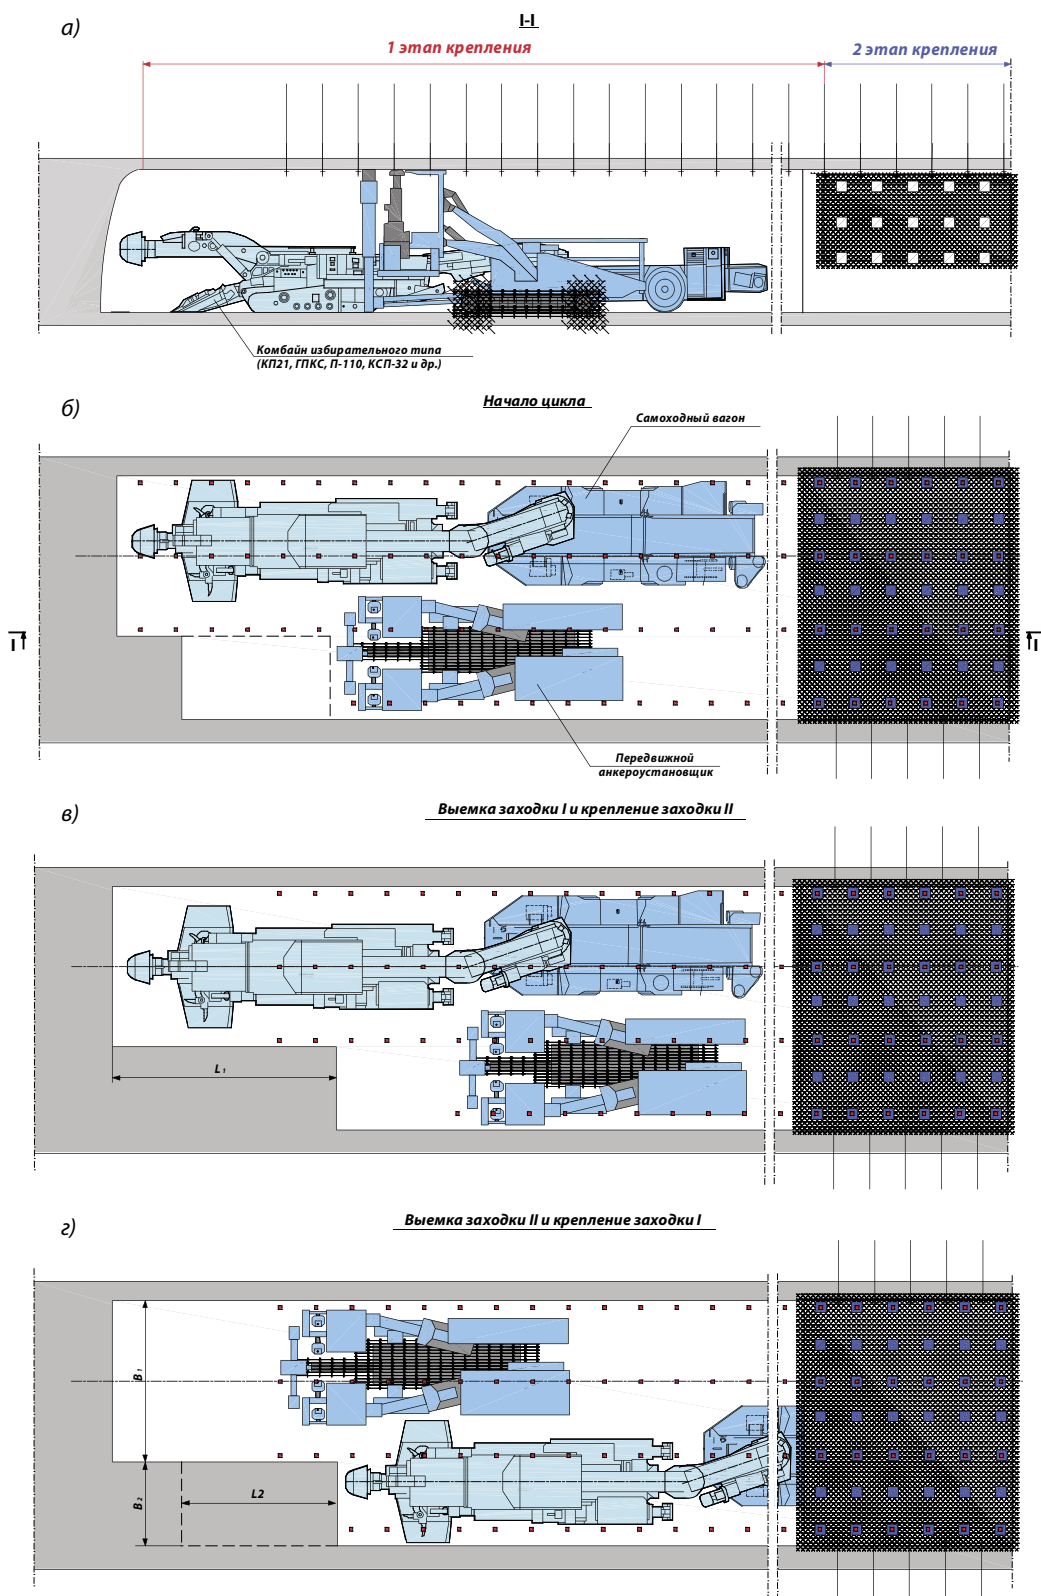 а)
I-I
1 этап крепления
2 этап крепления
Комбайн избирательного типа
(КП21, ГПКС, П-110, КСП-32 и др.)
б)
Начало цикла
Самоходный вагон
I
I
Передвижной
анкероустановщик
в)
Выемка заходки I и крепление заходки II
L1
г)
Выемка заходки II и крепление заходки I
B1
B2
L2